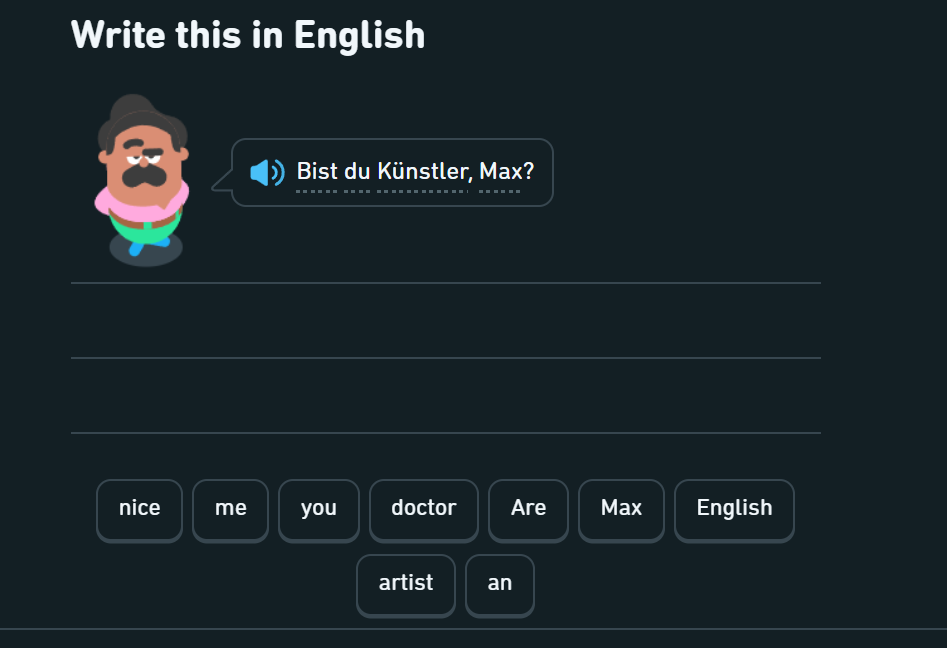 Write this in English
Bist du Künstler, Max?
nice me you doctor Are Max English
artist an